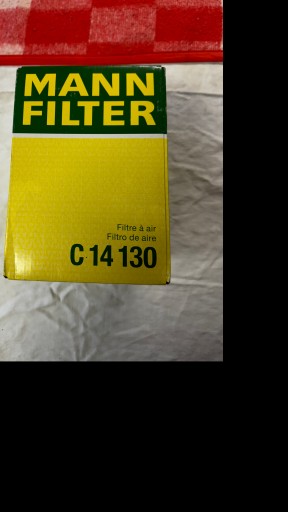 MANN
FILTER
Filtre à air
Filtro de aire
C 14 130